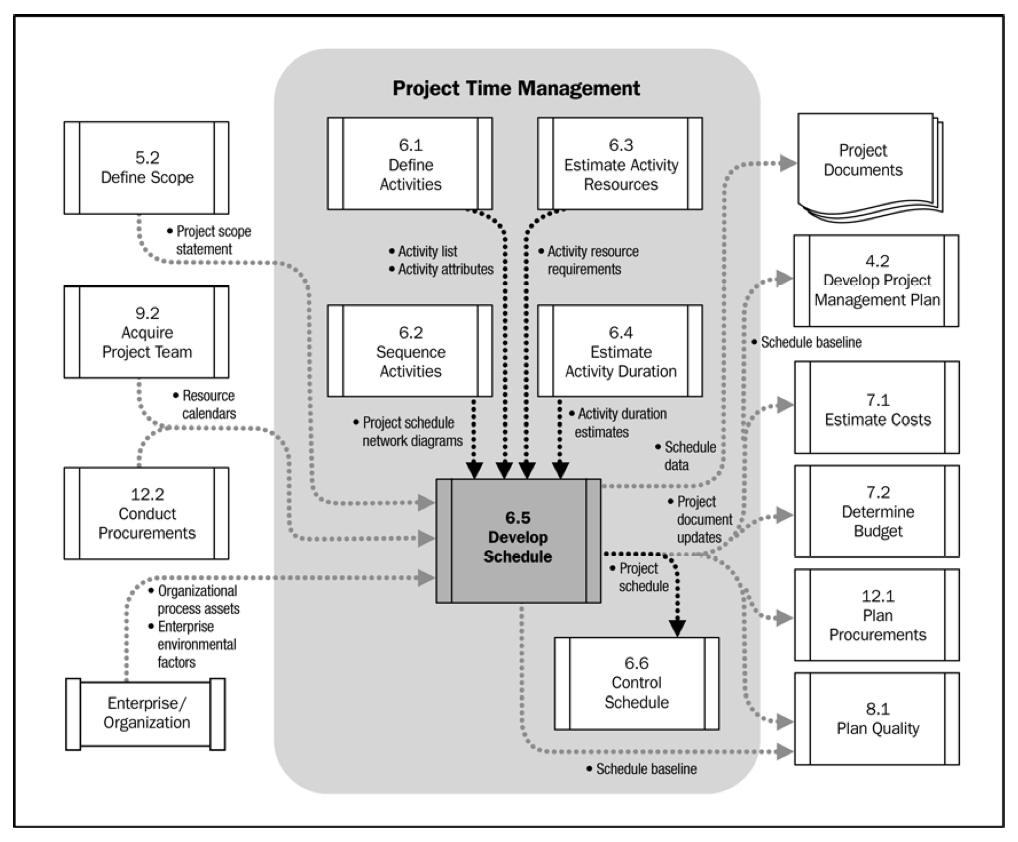 Project Time Management
5.2
Define Scope
• Project scope
statement
9.2
Acquire
Project Team
• Resource
calendars
12.2
Conduct
Procurements
• Organizational
process assets
• Enterprise
environmental
factors
Enterprise/
Organization
6.1
Define
Activities
• Activity list
• Activity attributes
6.3
Estimate Activity
Resources
• Activity resource
requirements
6.2
Sequence
Activities
• Project schedule
network diagrams
6.4
Estimate
Activity Duration
• Activity duration
estimates
6.5
Develop
Schedule
• Schedule
data
• Project
document
updates
• Project
schedule
6.6
Control
Schedule
• Schedule baseline
Project
Documents
4.2
Develop Project
Management Plan
• Schedule baseline
7.1
Estimate Costs
7.2
Determine
Budget
12.1
Plan
Procurements
8.1
Plan Quality